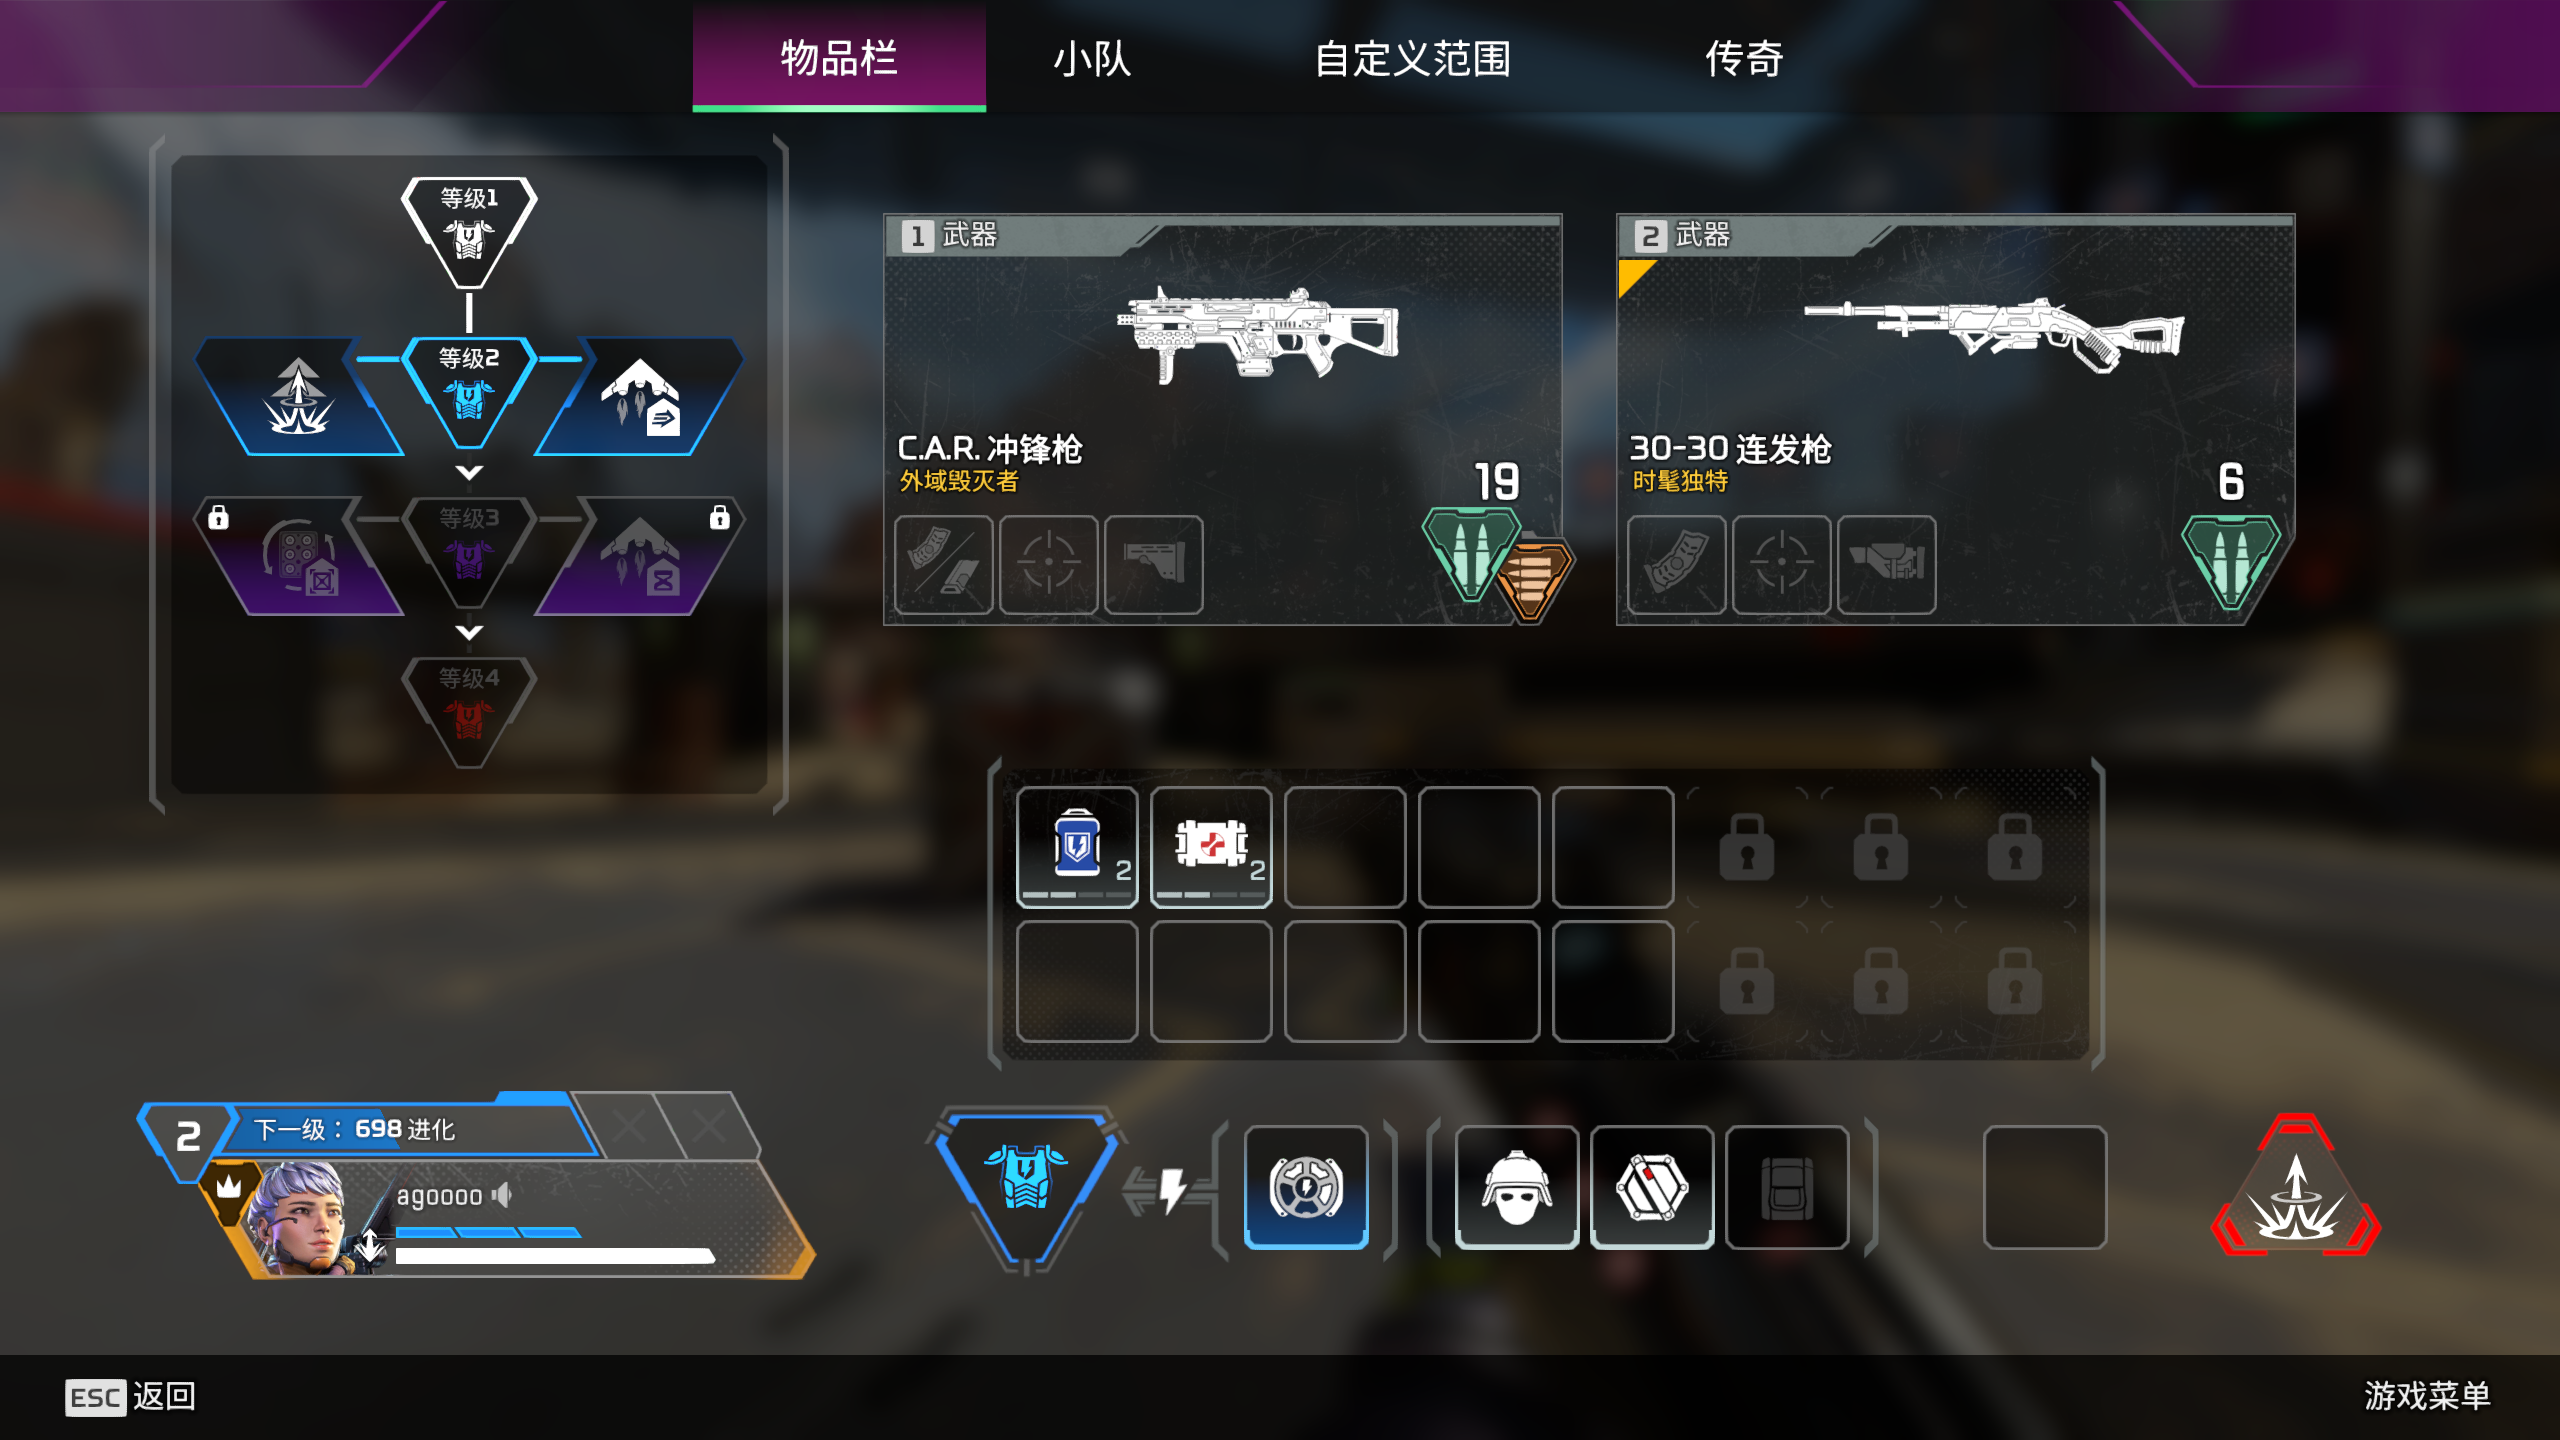 物品栏
小队
自定义范围
传奇
等级1
等级2
等级3
等级4
1 武器
C.A.R. 冲锋枪
外域毁灭者
19
2 武器
30-30 连发枪
时髦独特
6
2
2
2
下一级：698 进化
agoooo
ESC 返回
游戏菜单